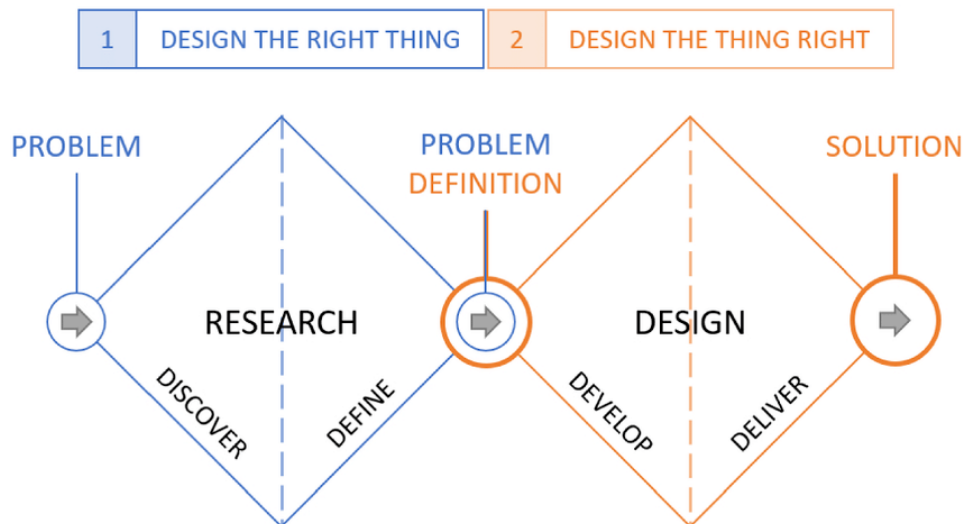 1 DESIGN THE RIGHT THING
2 DESIGN THE THING RIGHT
PROBLEM
PROBLEM
DEFINITION
SOLUTION
RESEARCH
DESIGN
DISCOVER
DEFINE
DEVELOP
DELIVER